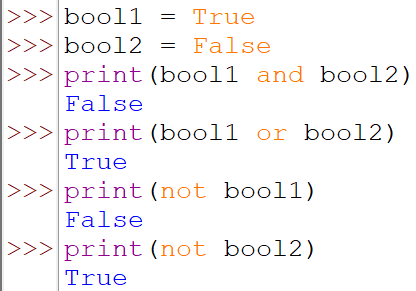 >>> bool1 = True
>>> bool2 = False
>>> print(bool1 and bool2)
False
>>> print(bool1 or bool2)
True
>>> print(not bool1)
False
>>> print(not bool2)
True